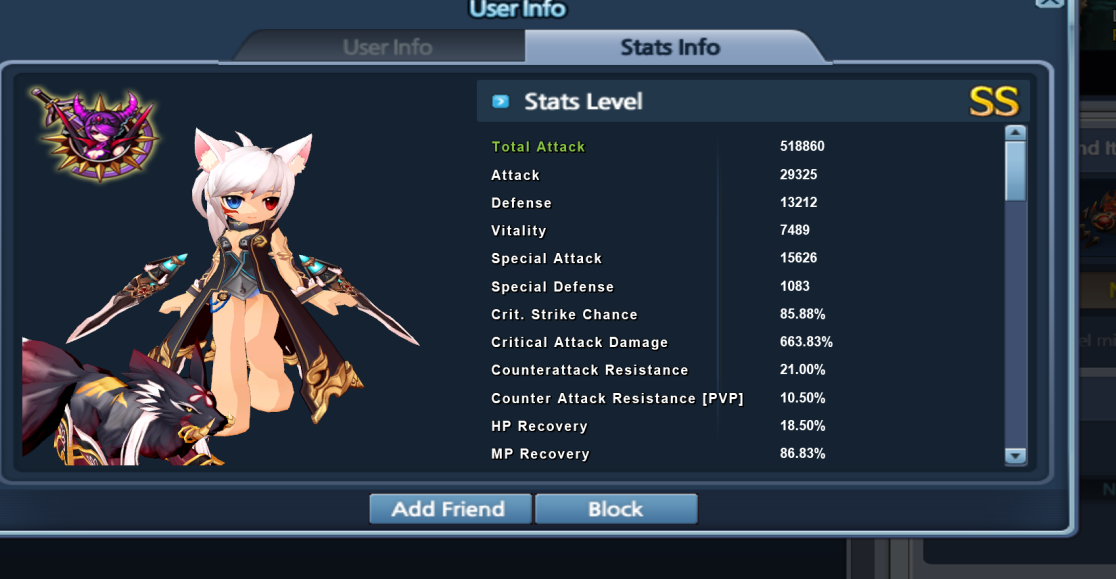 User Info
User Info
Stats Info
Stats Level
SS
Total Attack 518860
Attack 29325
Defense 13212
Vitality 7489
Special Attack 15626
Special Defense 1083
Crit. Strike Chance 85.88%
Critical Attack Damage 663.83%
Counterattack Resistance 21.00%
Counter Attack Resistance [PVP] 10.50%
HP Recovery 18.50%
MP Recovery 86.83%
Add Friend
Block